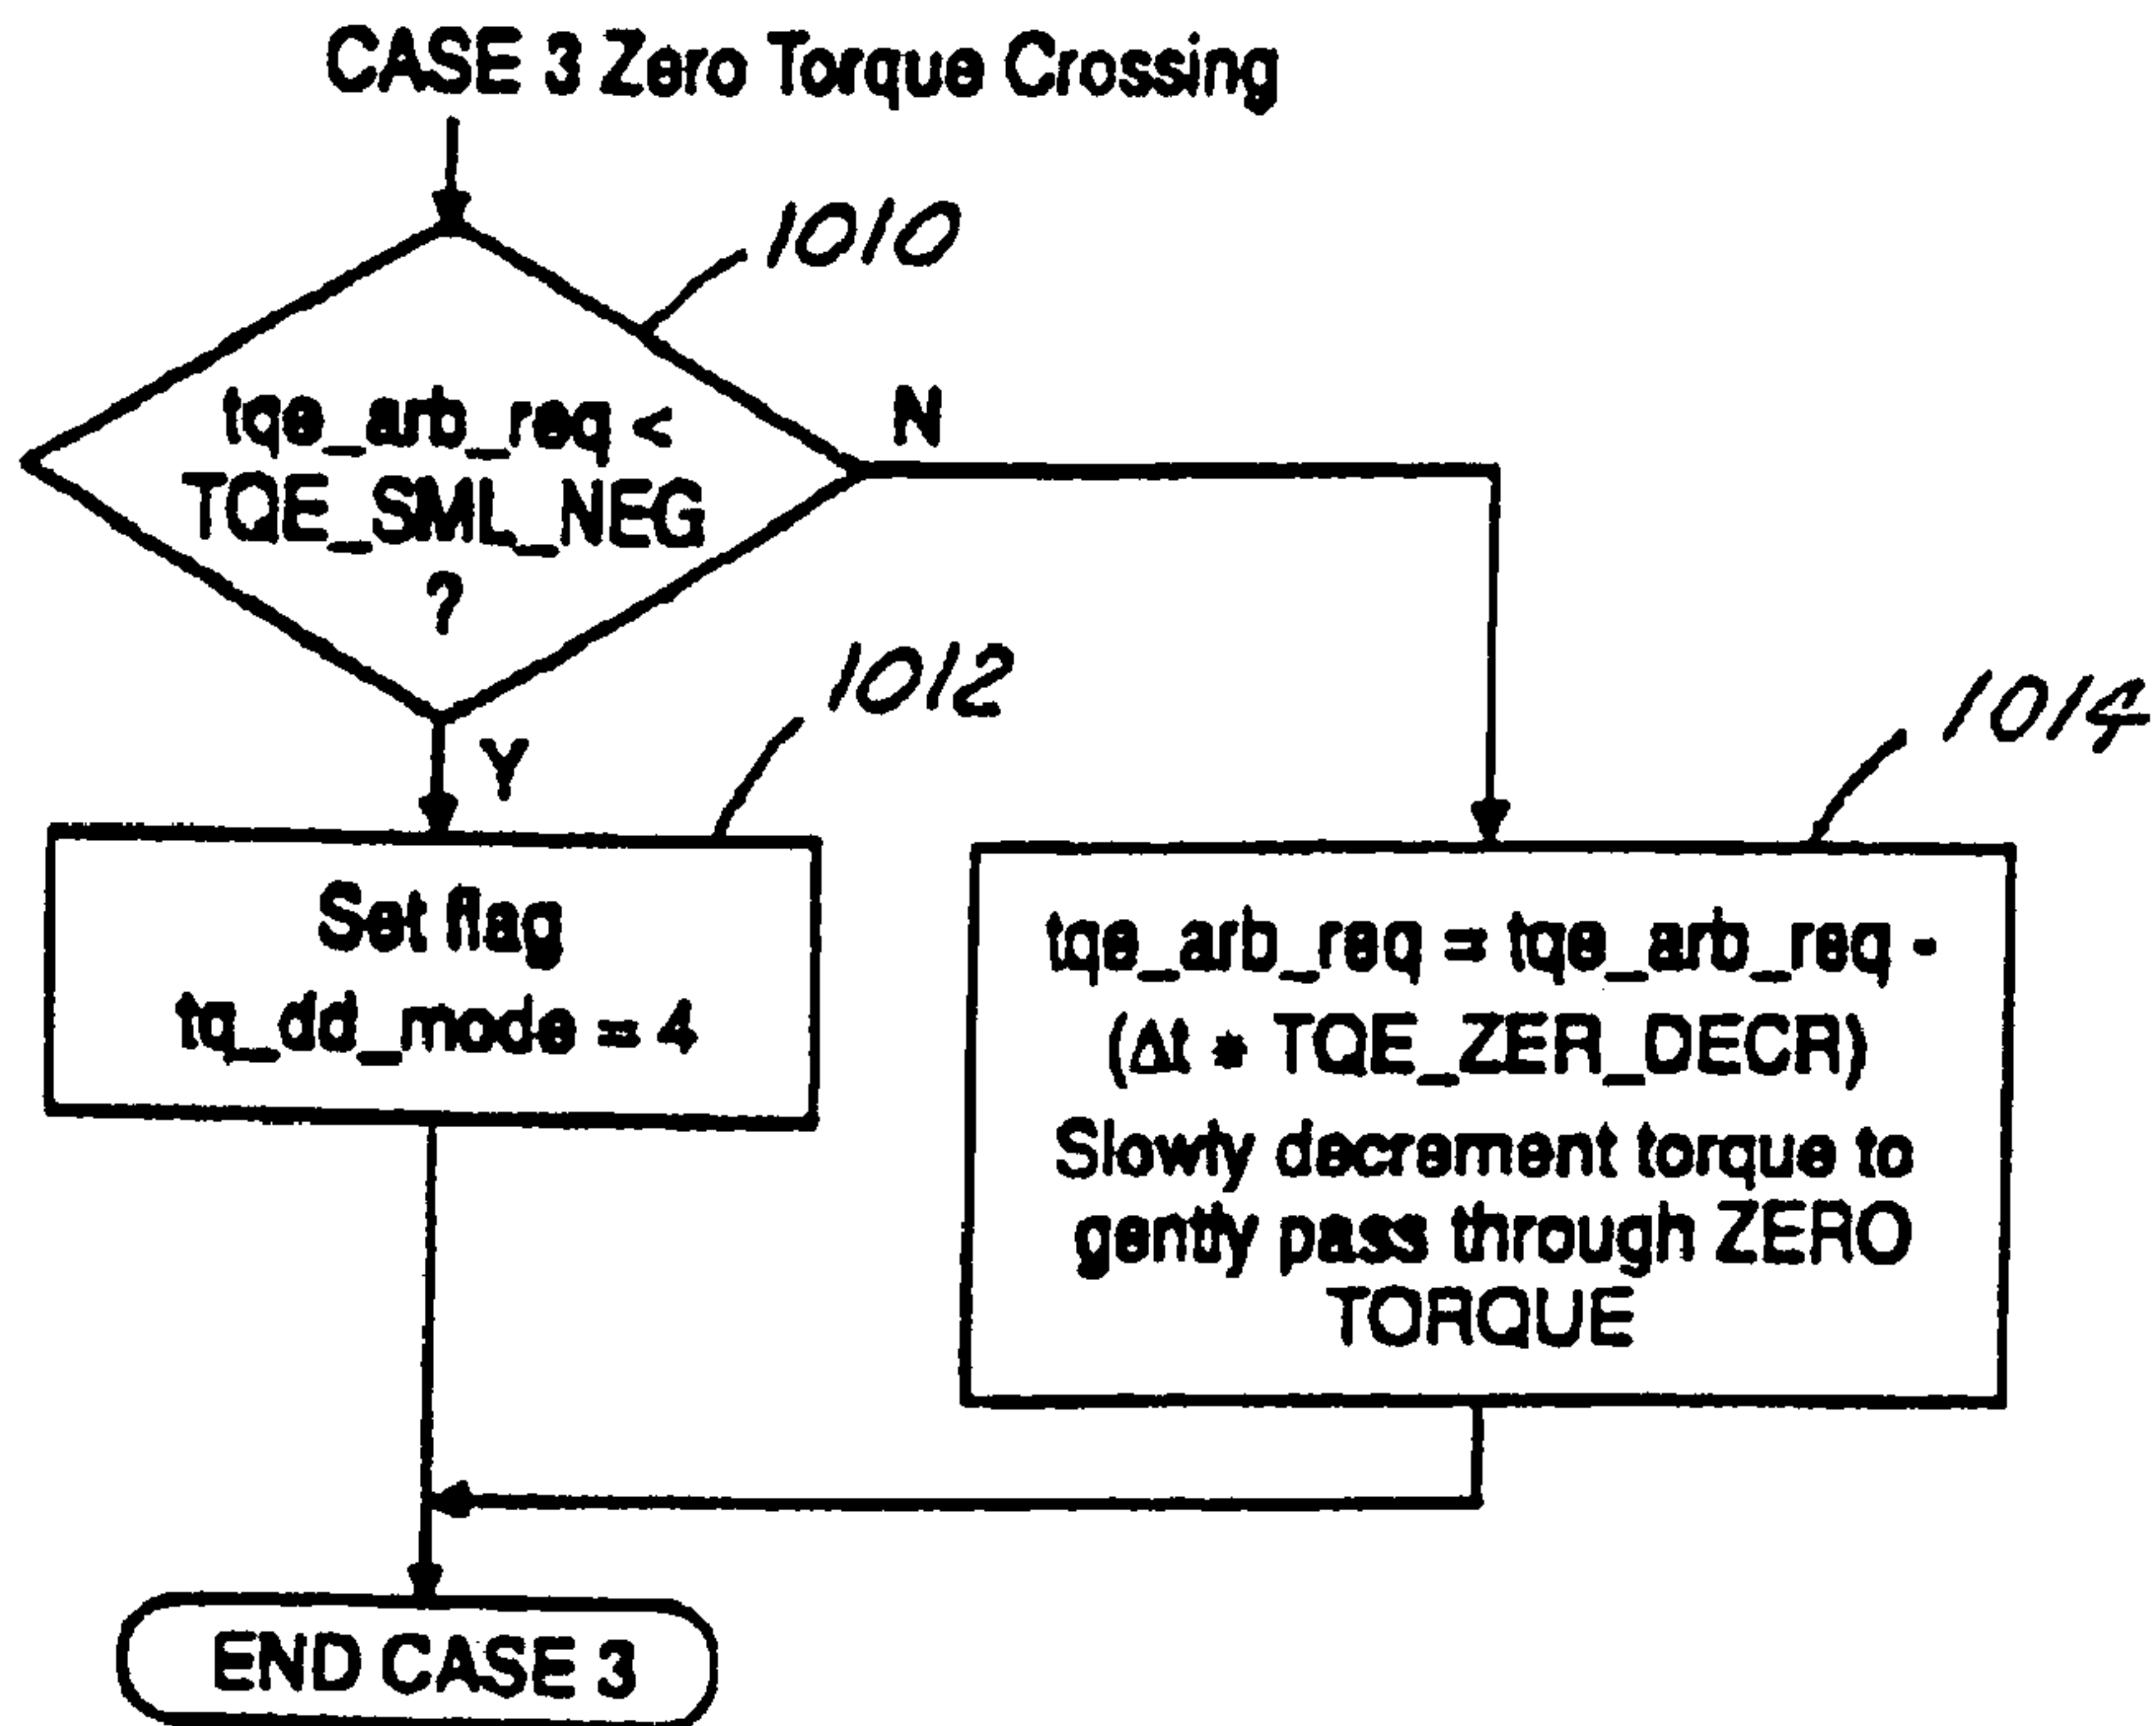 CASE 3 Zero Torque Crossing
1010
tqe_arb_req <
TQE_SML_NEG
?
N
Y
1012
1014
Set flag
tq_dd_mode = 4
tqe_arb_req = tqe_arb_req -
(Δt * TQE_ZER_DECR)
Slowly decrement torque to
gently pass through ZERO
TORQUE
END CASE 3